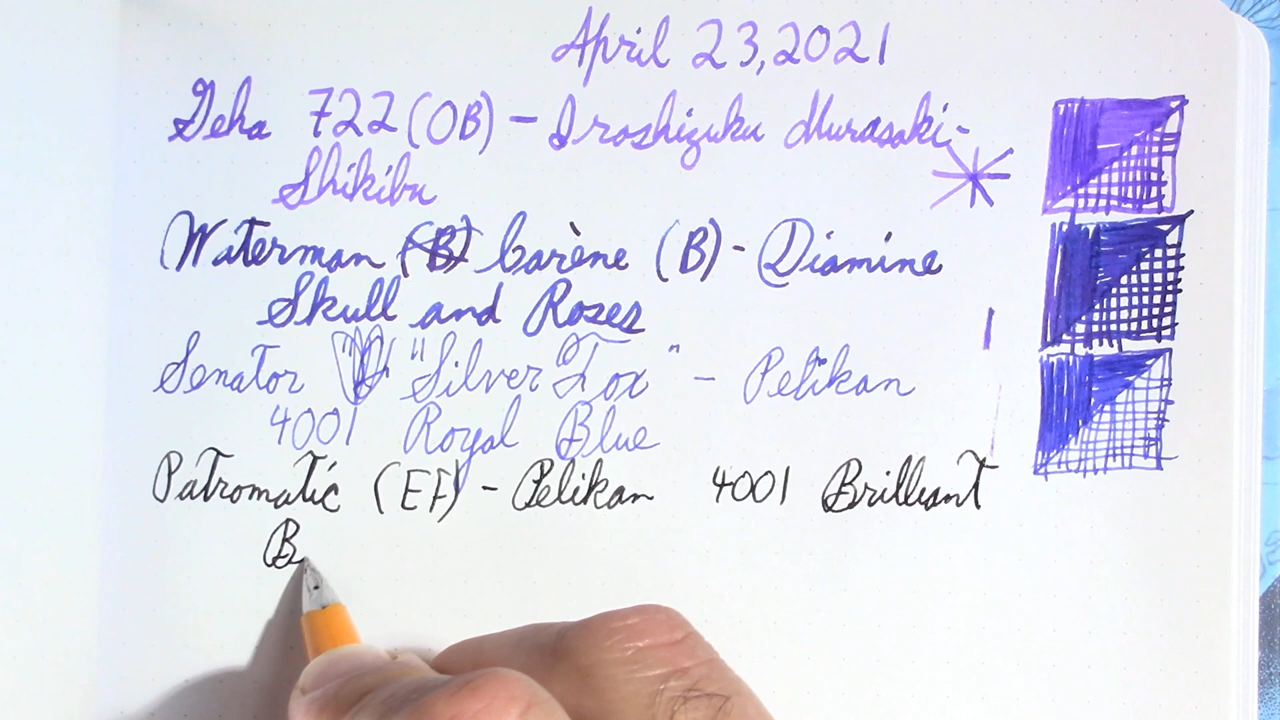 April 23, 2021
Geha 722 (OB) - Iroshizuku Murasaki-
Shikibu
Waterman (B) Carène (B) - Diamine
Skull and Roses
Senator "Silver Fox" - Pelikan
4001 Royal Blue
Patromatic (EF) - Pelikan 4001 Brilliant
B